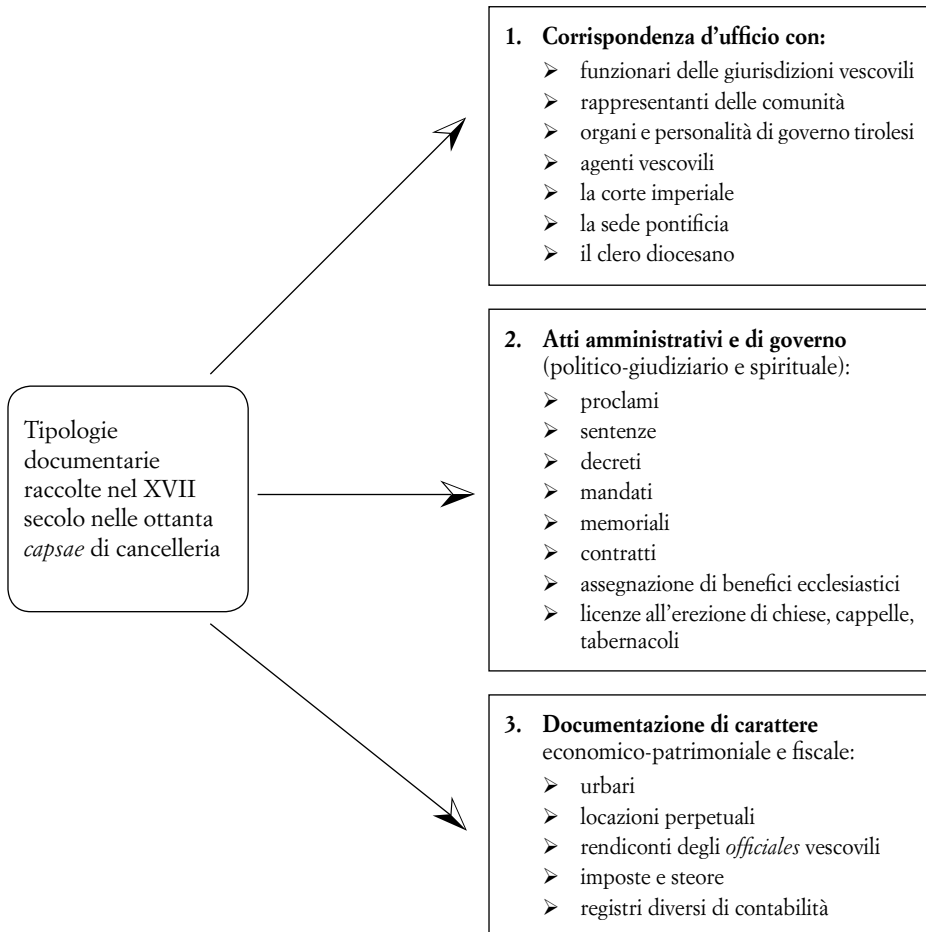 Tipologie
documentarie
raccolte nel XVII
secolo nelle ottanta
capsae di cancelleria
1. Corrispondenza d'ufficio con:
➢ funzionari delle giurisdizioni vescovili
➢ rappresentanti delle comunità
➢ organi e personalità di governo tirolesi
➢ agenti vescovili
➢ la corte imperiale
➢ la sede pontificia
➢ il clero diocesano
2. Atti amministrativi e di governo
(politico-giudiziario e spirituale):
➢ proclami
➢ sentenze
➢ decreti
➢ mandati
➢ memoriali
➢ contratti
➢ assegnazione di benefici ecclesiastici
➢ licenze all'erezione di chiese, cappelle,
tabernacoli
3. Documentazione di carattere
economico-patrimoniale e fiscale:
➢ urbari
➢ locazioni perpetuali
➢ rendiconti degli officiales vescovili
➢ imposte e steore
➢ registri diversi di contabilità